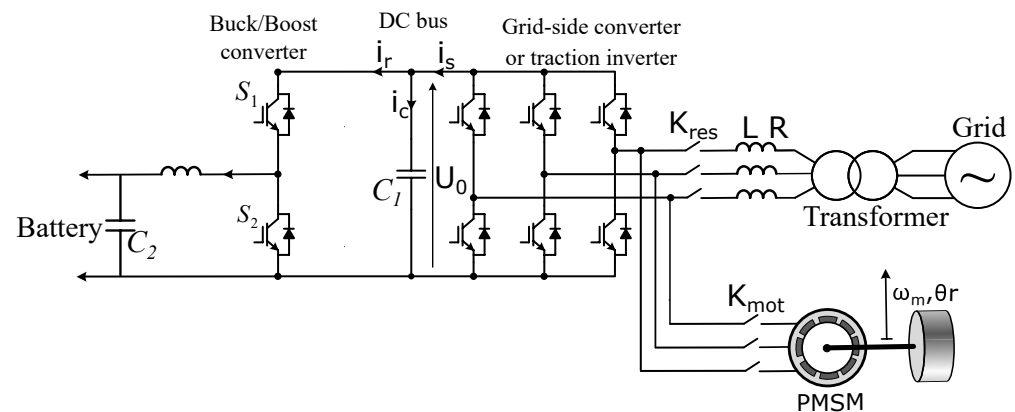 Buck/Boost
converter
DC bus
Grid-side converter
or traction inverter
i_r
i_s
S_1
i_c
K_res
L R
Grid
C_1
U_0
~
Transformer
S_2
Battery
C_2
K_mot
ω_m,θr
PMSM